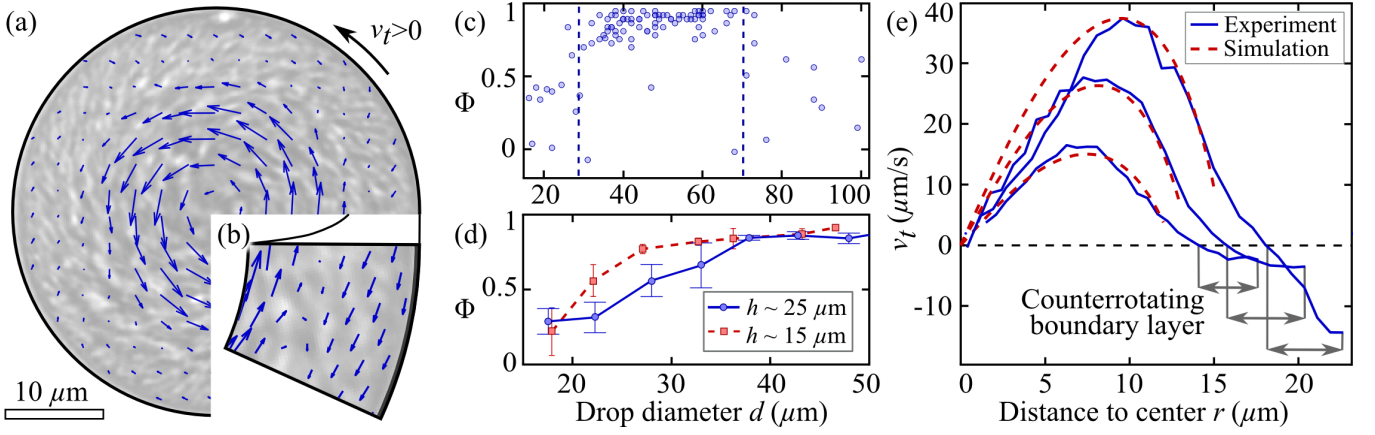 (a)
v_t>0
(b)
10 μm
(c)
1
0.5
0
Φ
20
40
60
80
100
(d)
1
0.5
0
Φ
h ~ 25 μm
h ~ 15 μm
20
30
40
50
Drop diameter d (μm)
(e)
40
30
20
10
0
-10
v_t (μm/s)
Experiment
Simulation
Counterrotating
boundary layer
0
5
10
15
20
Distance to center r (μm)